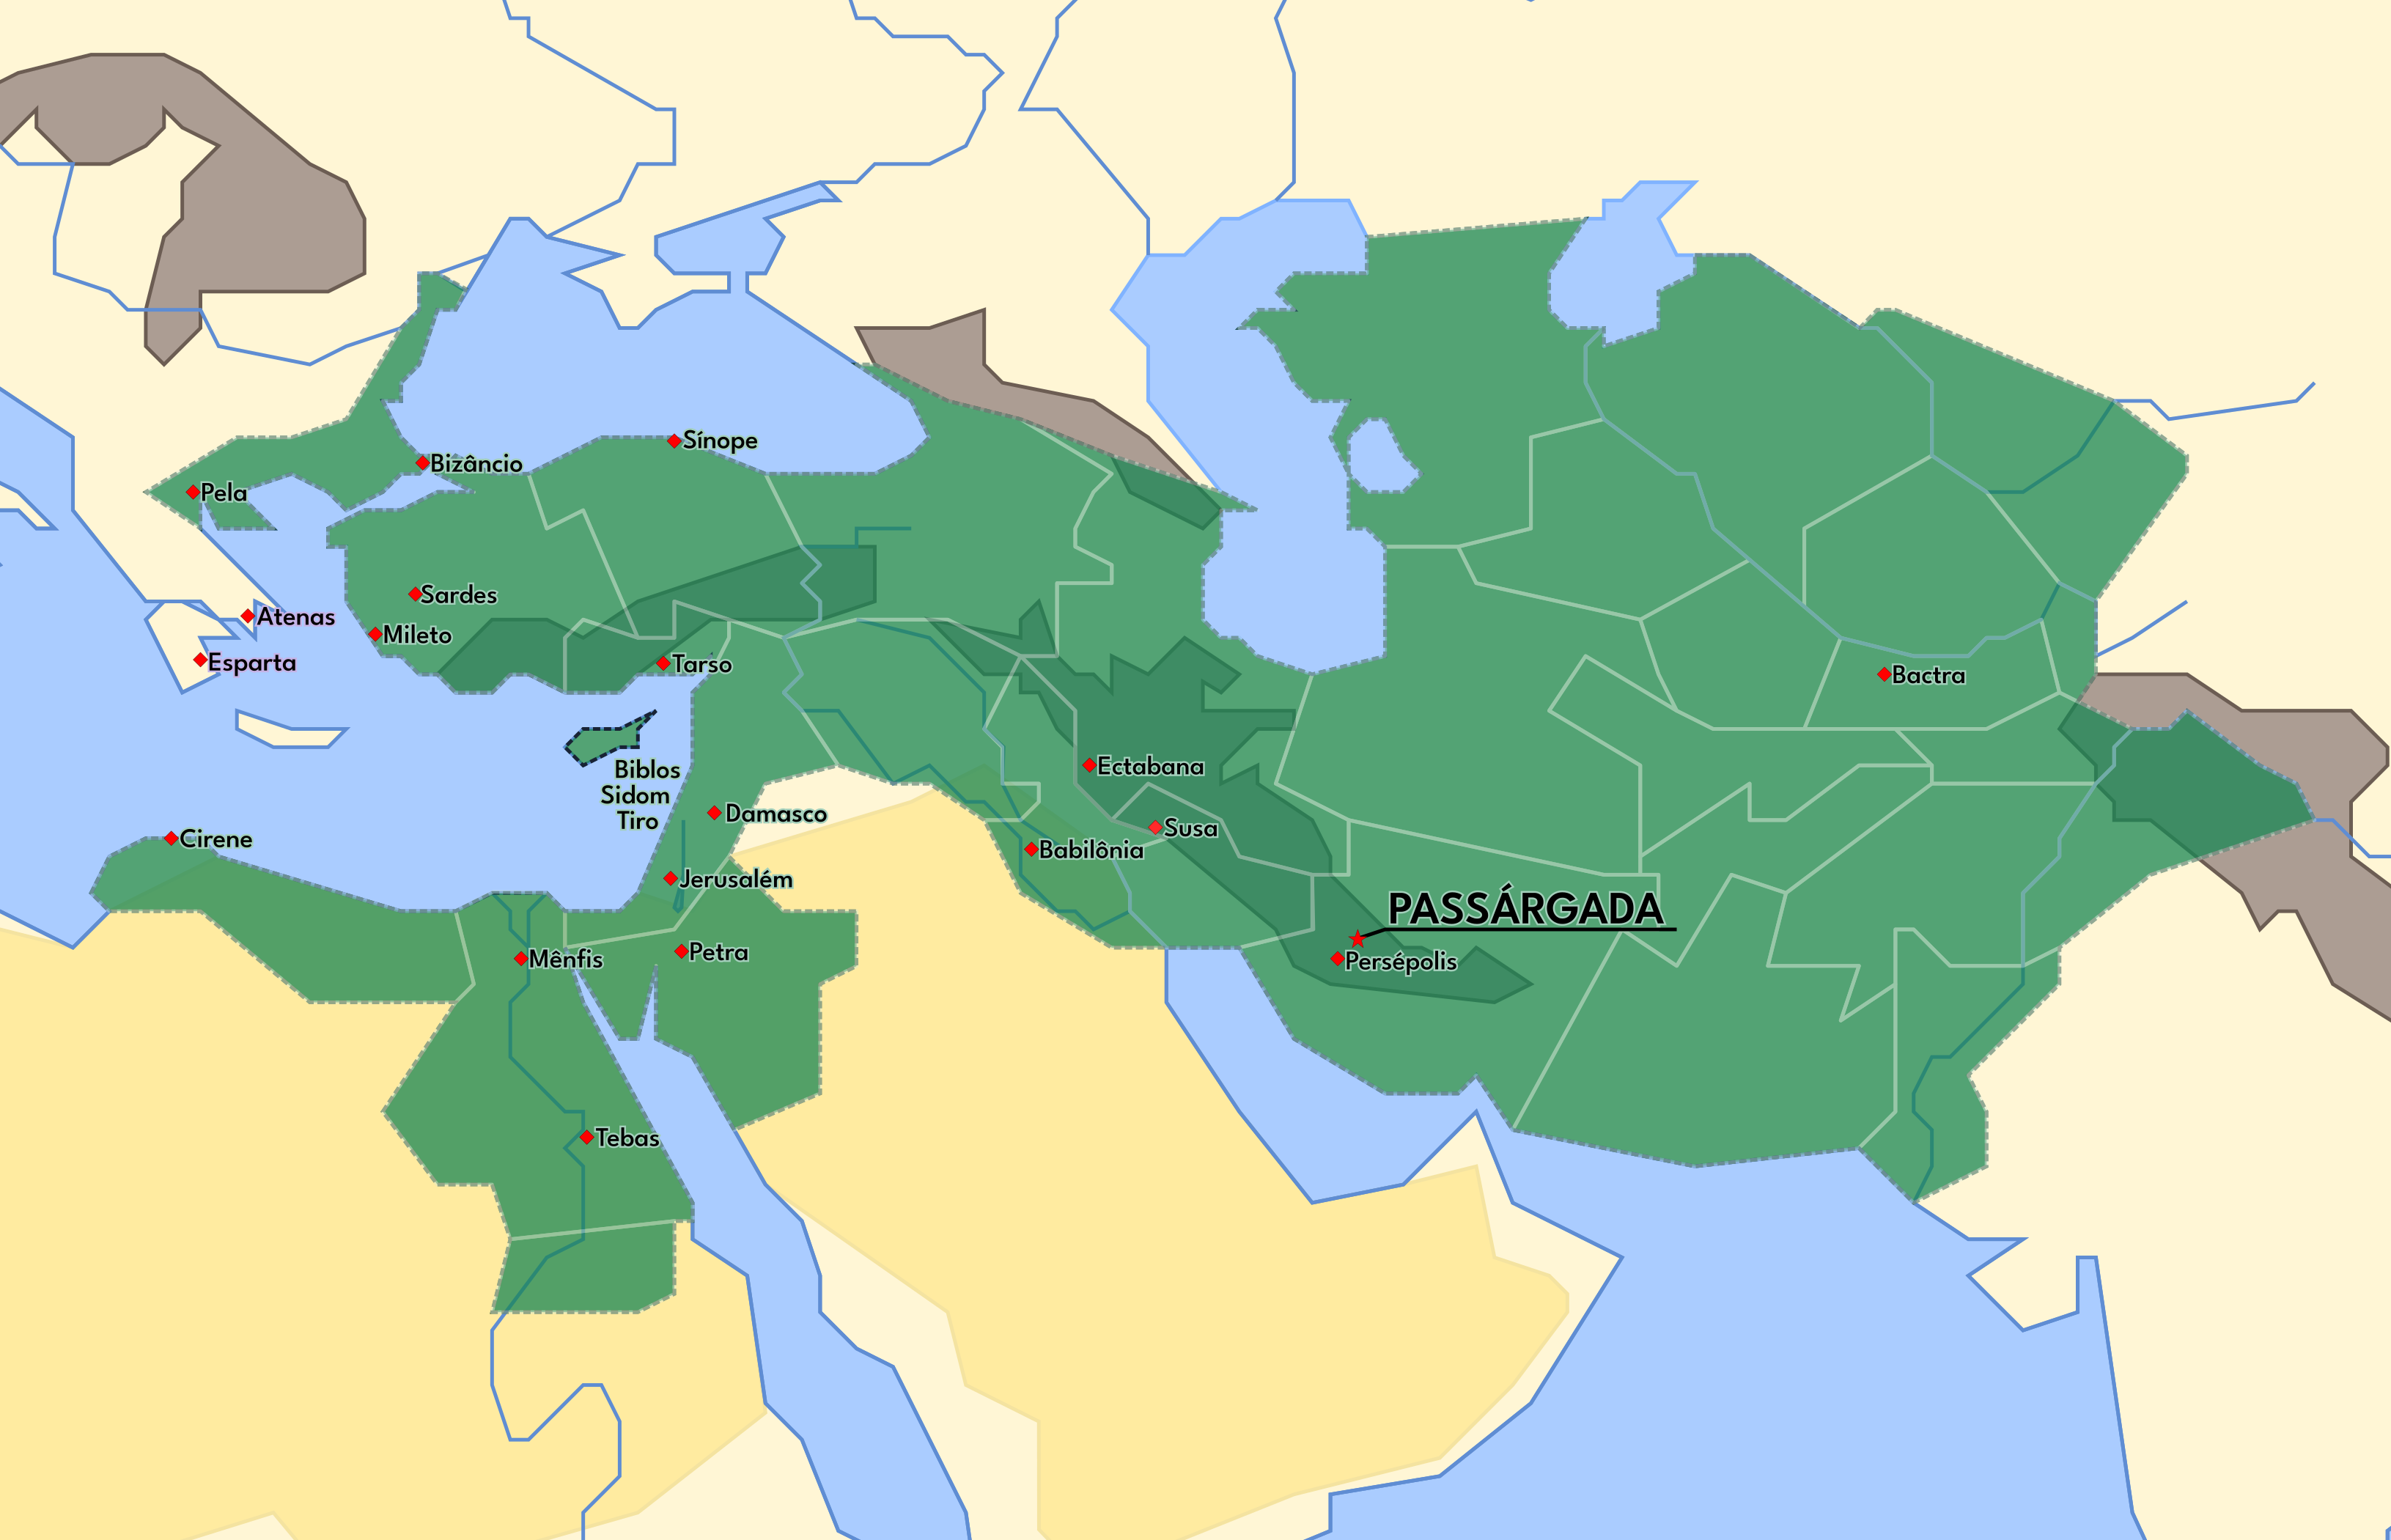 Sínope
Bizâncio
Pela
Sardes
Atenas
Mileto
Esparta
Tarso
Bactra
Ectabana
Biblos
Sidom
Tiro
Damasco
Susa
Cirene
Babilônia
Jerusalém
PASSÁRGADA
Petra
Mênfis
Persépolis
Tebas